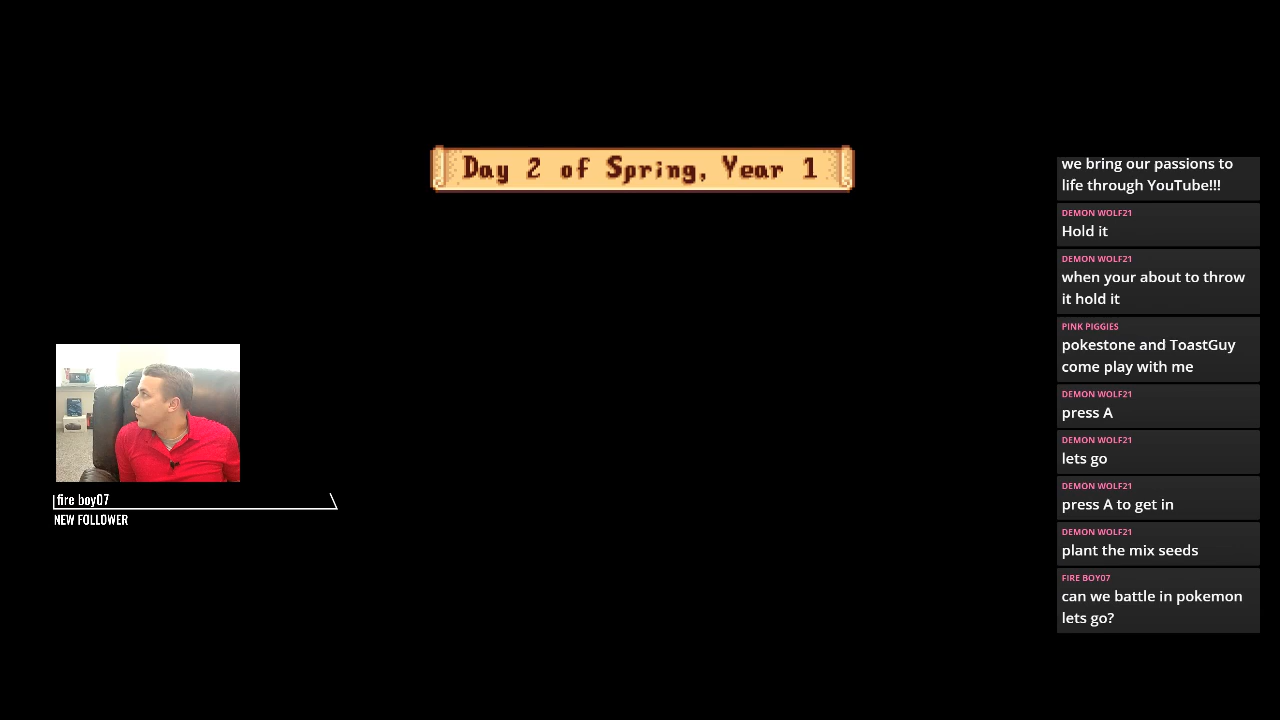 Day 2 of Spring, Year 1
we bring our passions to
life through YouTube!!!
DEMON WOLF21
Hold it
DEMON WOLF21
when your about to throw
it hold it
PINK PIGGIES
pokestone and ToastGuy
come play with me
DEMON WOLF21
press A
DEMON WOLF21
lets go
DEMON WOLF21
press A to get in
DEMON WOLF21
plant the mix seeds
FIRE BOY07
can we battle in pokemon
lets go?
fire boy07
NEW FOLLOWER